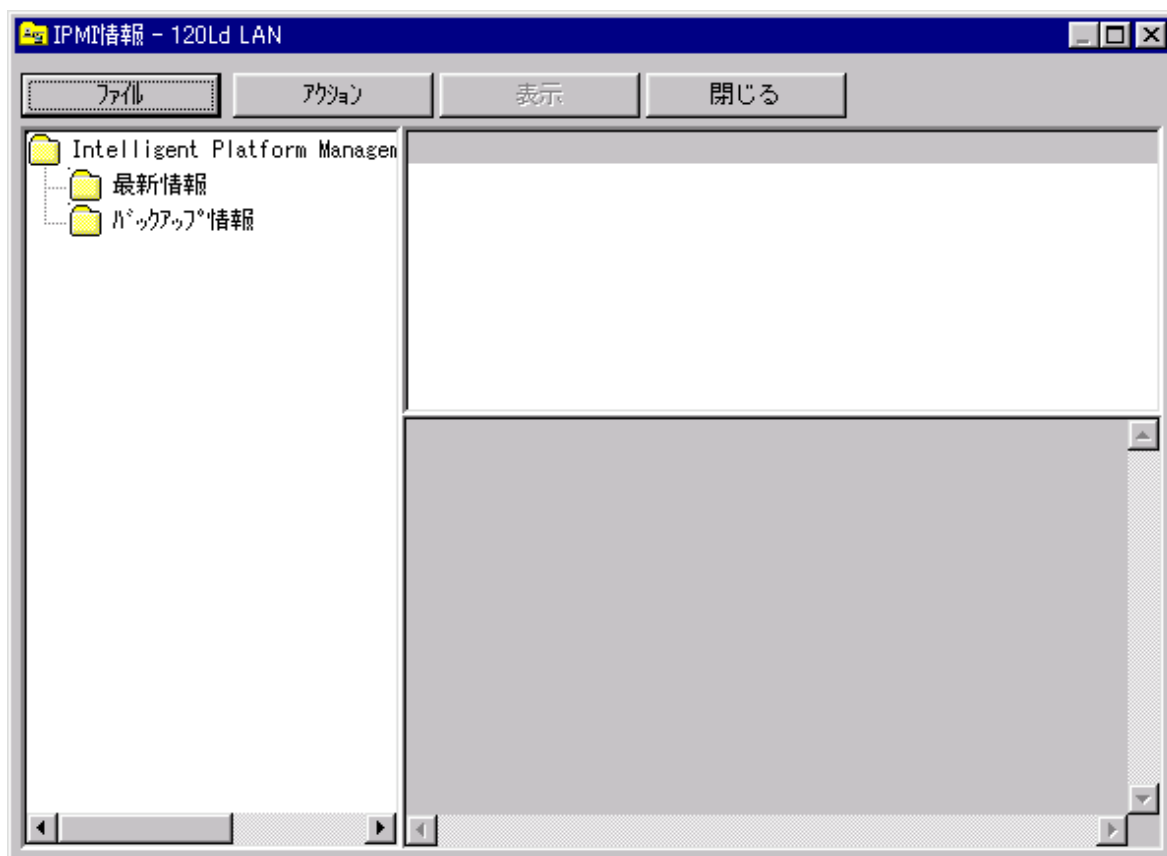 IPMI情報 - 120Ld LAN
ﾌｧｲﾙ
ｱｸｼｮﾝ
表示
閉じる
Intelligent Platform Managem
最新情報
ﾊﾞｯｸｱｯﾌﾟ情報